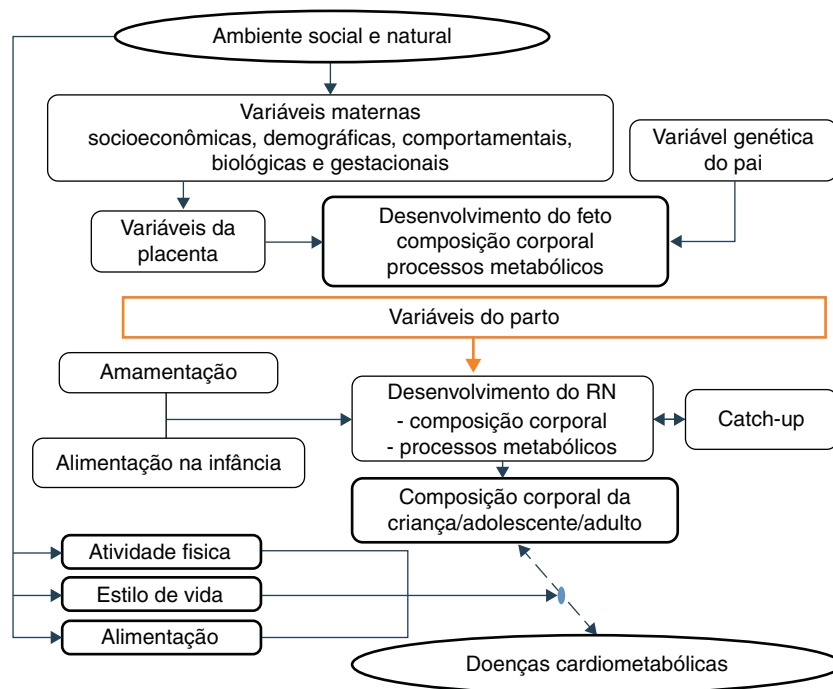 Ambiente social e natural
Variáveis maternas
socioeconômicas, demográficas, comportamentais,
biológicas e gestacionais
Variável genética
do pai
Variáveis da
placenta
Desenvolvimento do feto
composição corporal
processos metabólicos
Variáveis do parto
Amamentação
Alimentação na infância
Desenvolvimento do RN
- composição corporal
- processos metabólicos
Catch-up
Composição corporal da
criança/adolescente/adulto
Atividade fisica
Estilo de vida
Alimentação
Doenças cardiometabólicas